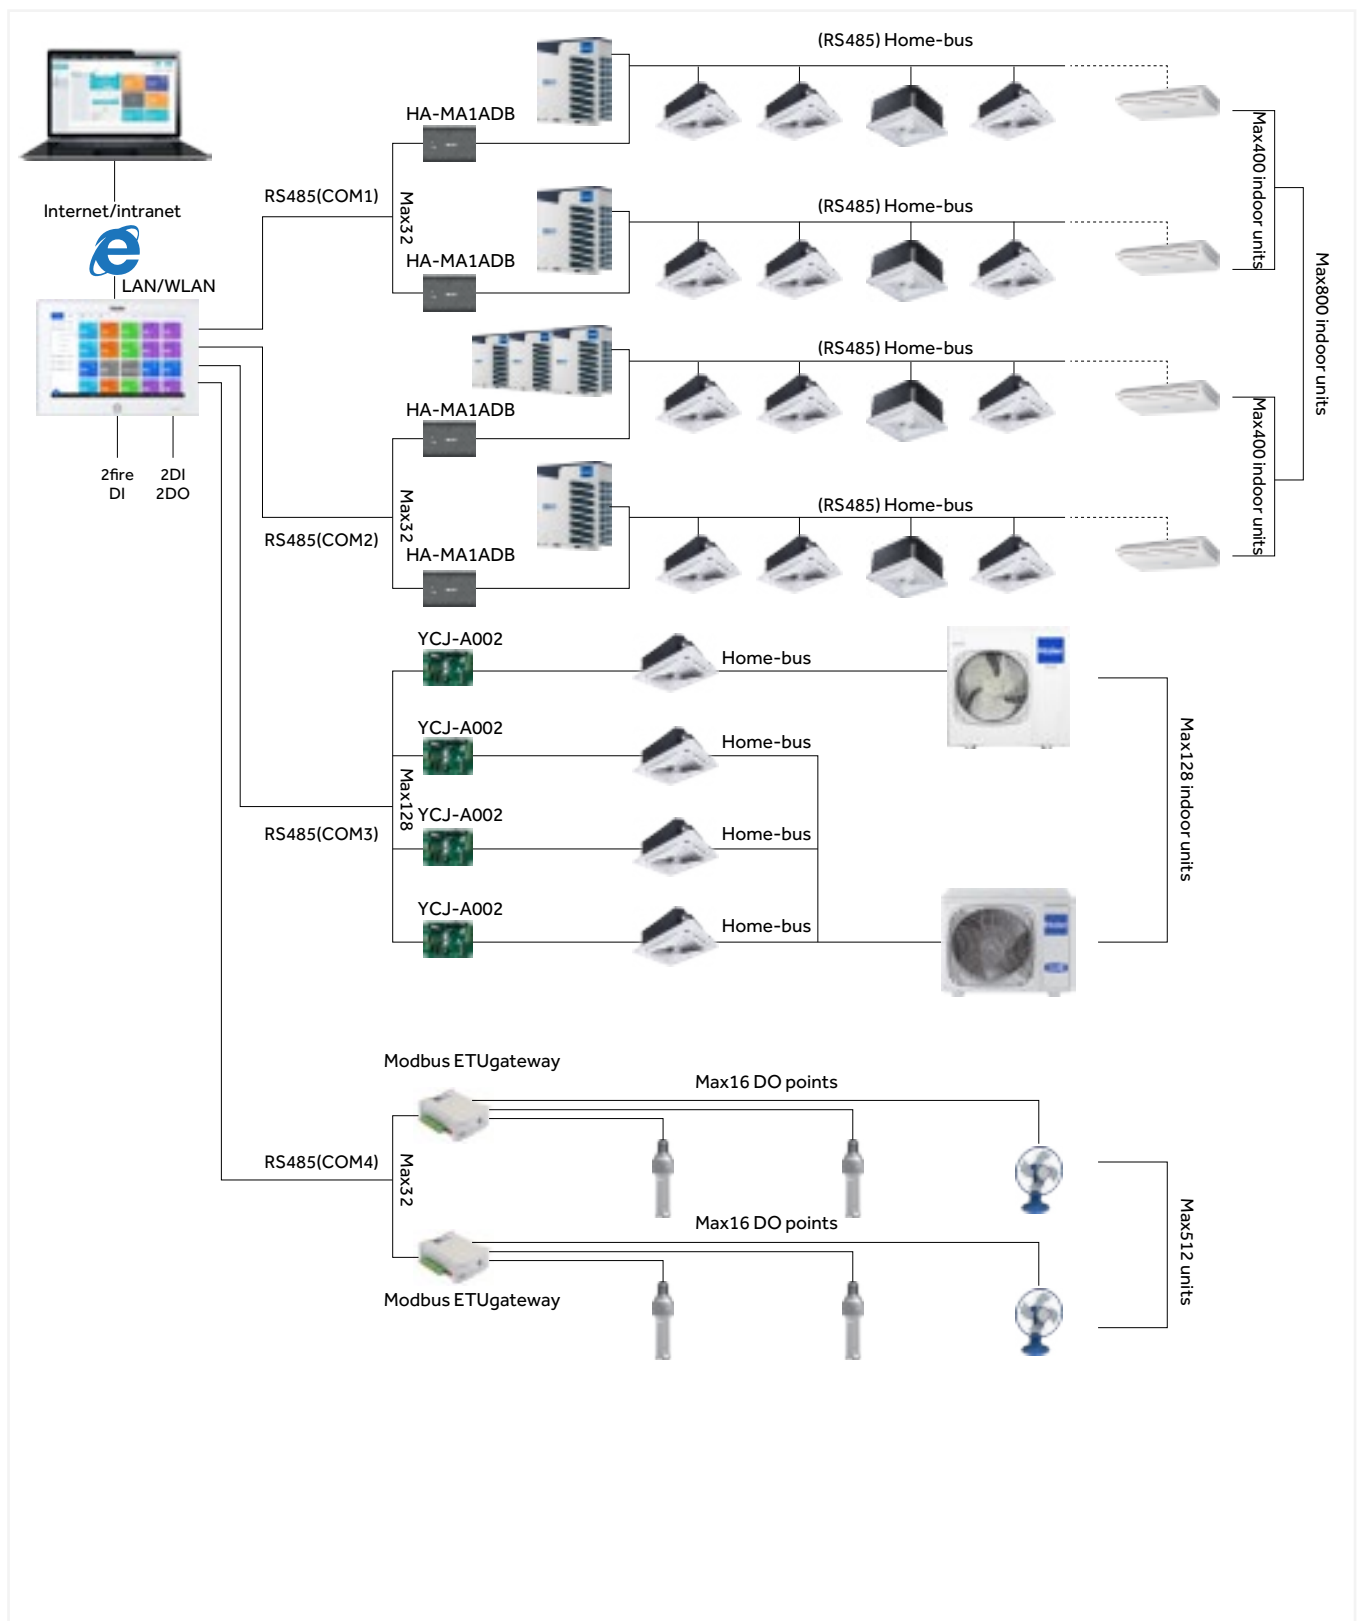 (RS485) Home-bus
HA-MA1ADB
Max400 indoor units
RS485(COM1)
Max32
Internet/intranet
(RS485) Home-bus
HA-MA1ADB
LAN/WLAN
Max800 indoor units
(RS485) Home-bus
HA-MA1ADB
Max400 indoor units
2fire
DI
2DI
2DO
Max32
(RS485) Home-bus
RS485(COM2)
HA-MA1ADB
YCJ-A002
Home-bus
Haier
YCJ-A002
Home-bus
Max128 indoor units
Max128
YCJ-A002
RS485(COM3)
Home-bus
YCJ-A002
Home-bus
Modbus ETUgateway
Max16 DO points
RS485(COM4)
Max32
Max16 DO points
Max512 units
Modbus ETUgateway